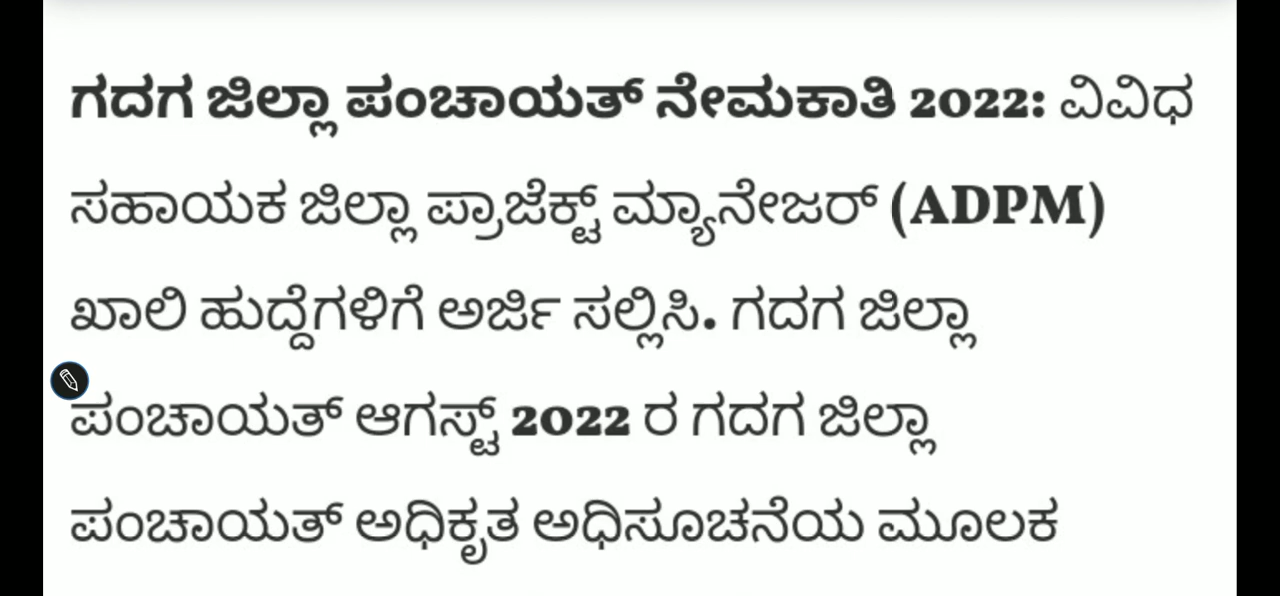 ಗದಗ ಜಿಲ್ಲಾ ಪಂಚಾಯತ್ ನೇಮಕಾತಿ 2022: ವಿವಿಧ
ಸಹಾಯಕ ಜಿಲ್ಲಾ ಪ್ರಾಜೆಕ್ಟ್ ಮ್ಯಾನೇಜರ್ (ADPM)
ಖಾಲಿ ಹುದ್ದೆಗಳಿಗೆ ಅರ್ಜಿ ಸಲ್ಲಿಸಿ. ಗದಗ ಜಿಲ್ಲಾ
ಪಂಚಾಯತ್ ಆಗಸ್ಟ್ 2022 ರ ಗದಗ ಜಿಲ್ಲಾ
ಪಂಚಾಯತ್ ಅಧಿಕೃತ ಅಧಿಸೂಚನೆಯ ಮೂಲಕ